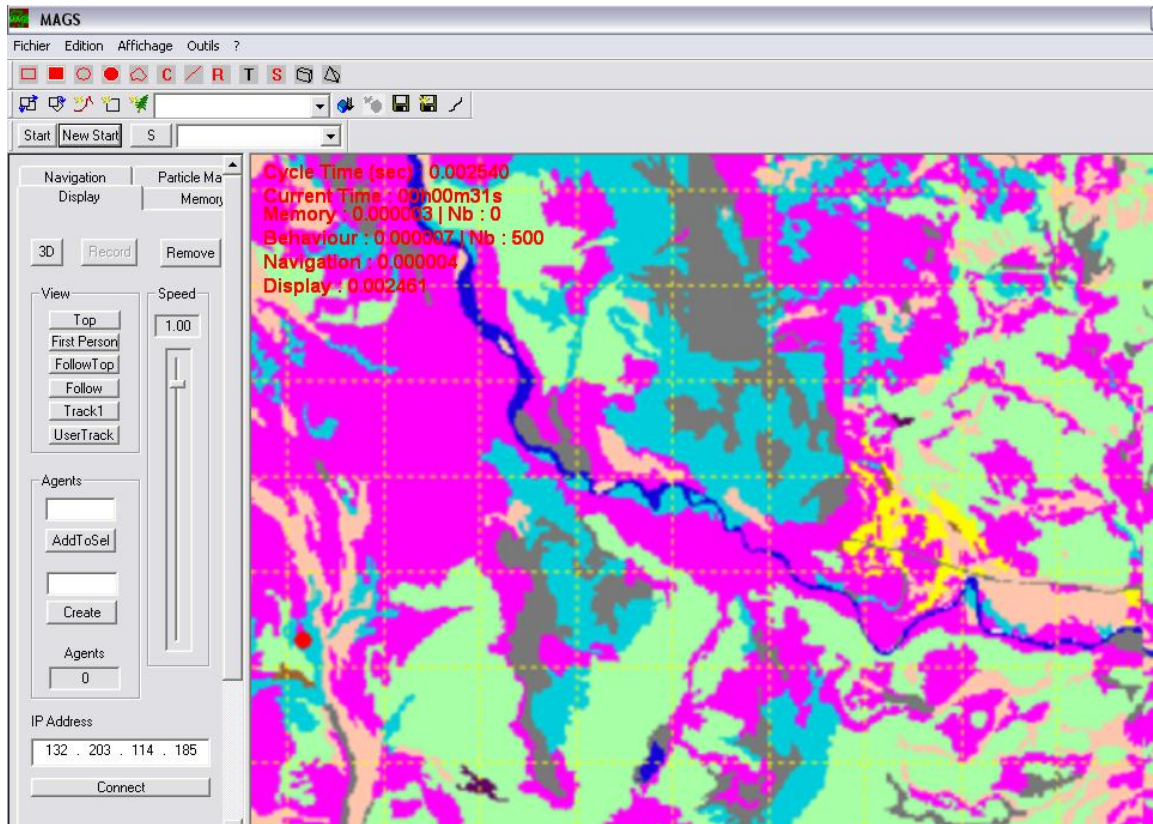 MAGS
Fichier Edition Affichage Outils ?
C R T S
Start New Start S
Navigation Particle Ma
Display Memory
3D Record Remove
View Speed
1.00
Top
First Person
FollowTop
Follow
Track1
UserTrack
Agents
AddToSel
Create
Agents
0
IP Address
132 . 203 . 114 . 185
Connect
Cycle Time (sec) : 0.002540
Current Time : 00h00m31s
Memory : 0.000003 | Nb : 0
Behaviour : 0.000007 | Nb : 500
Navigation : 0.000004
Display : 0.002461